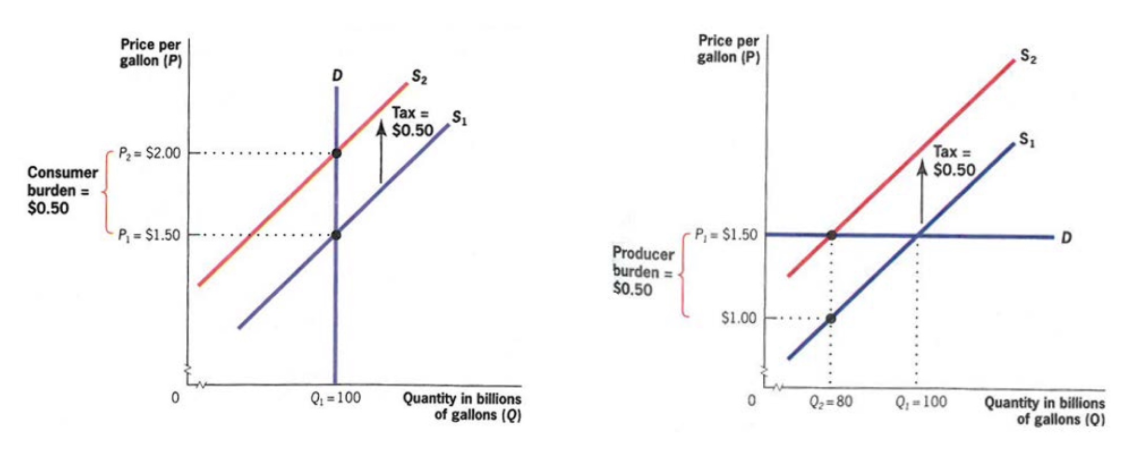 Price per
gallon (P)
D
S₂
Tax =
$0.50
S₁
P₂ = $2.00
Consumer
burden =
$0.50
P₁ = $1.50
0
Q₁ = 100
Quantity in billions
of gallons (Q)
Price per
gallon (P)
S₂
S₁
Tax =
$0.50
P₁ = $1.50
D
Producer
burden =
$0.50
$1.00
0
Q₂ = 80
Q₁ = 100
Quantity in billions
of gallons (Q)